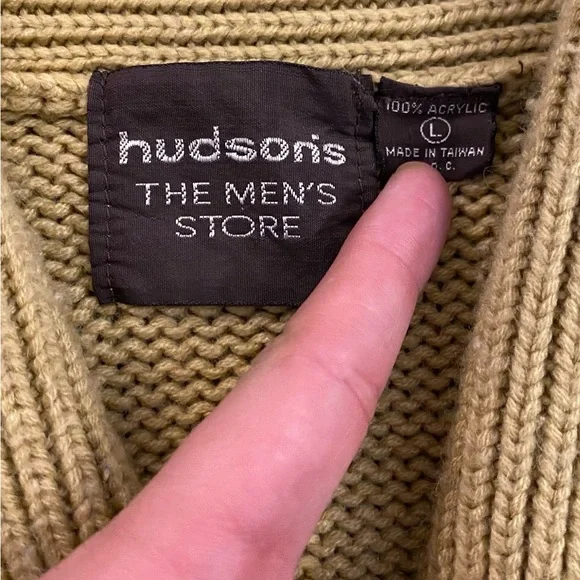 hudson's
THE MEN'S
STORE
100% ACRYLIC
L
MADE IN TAIWAN